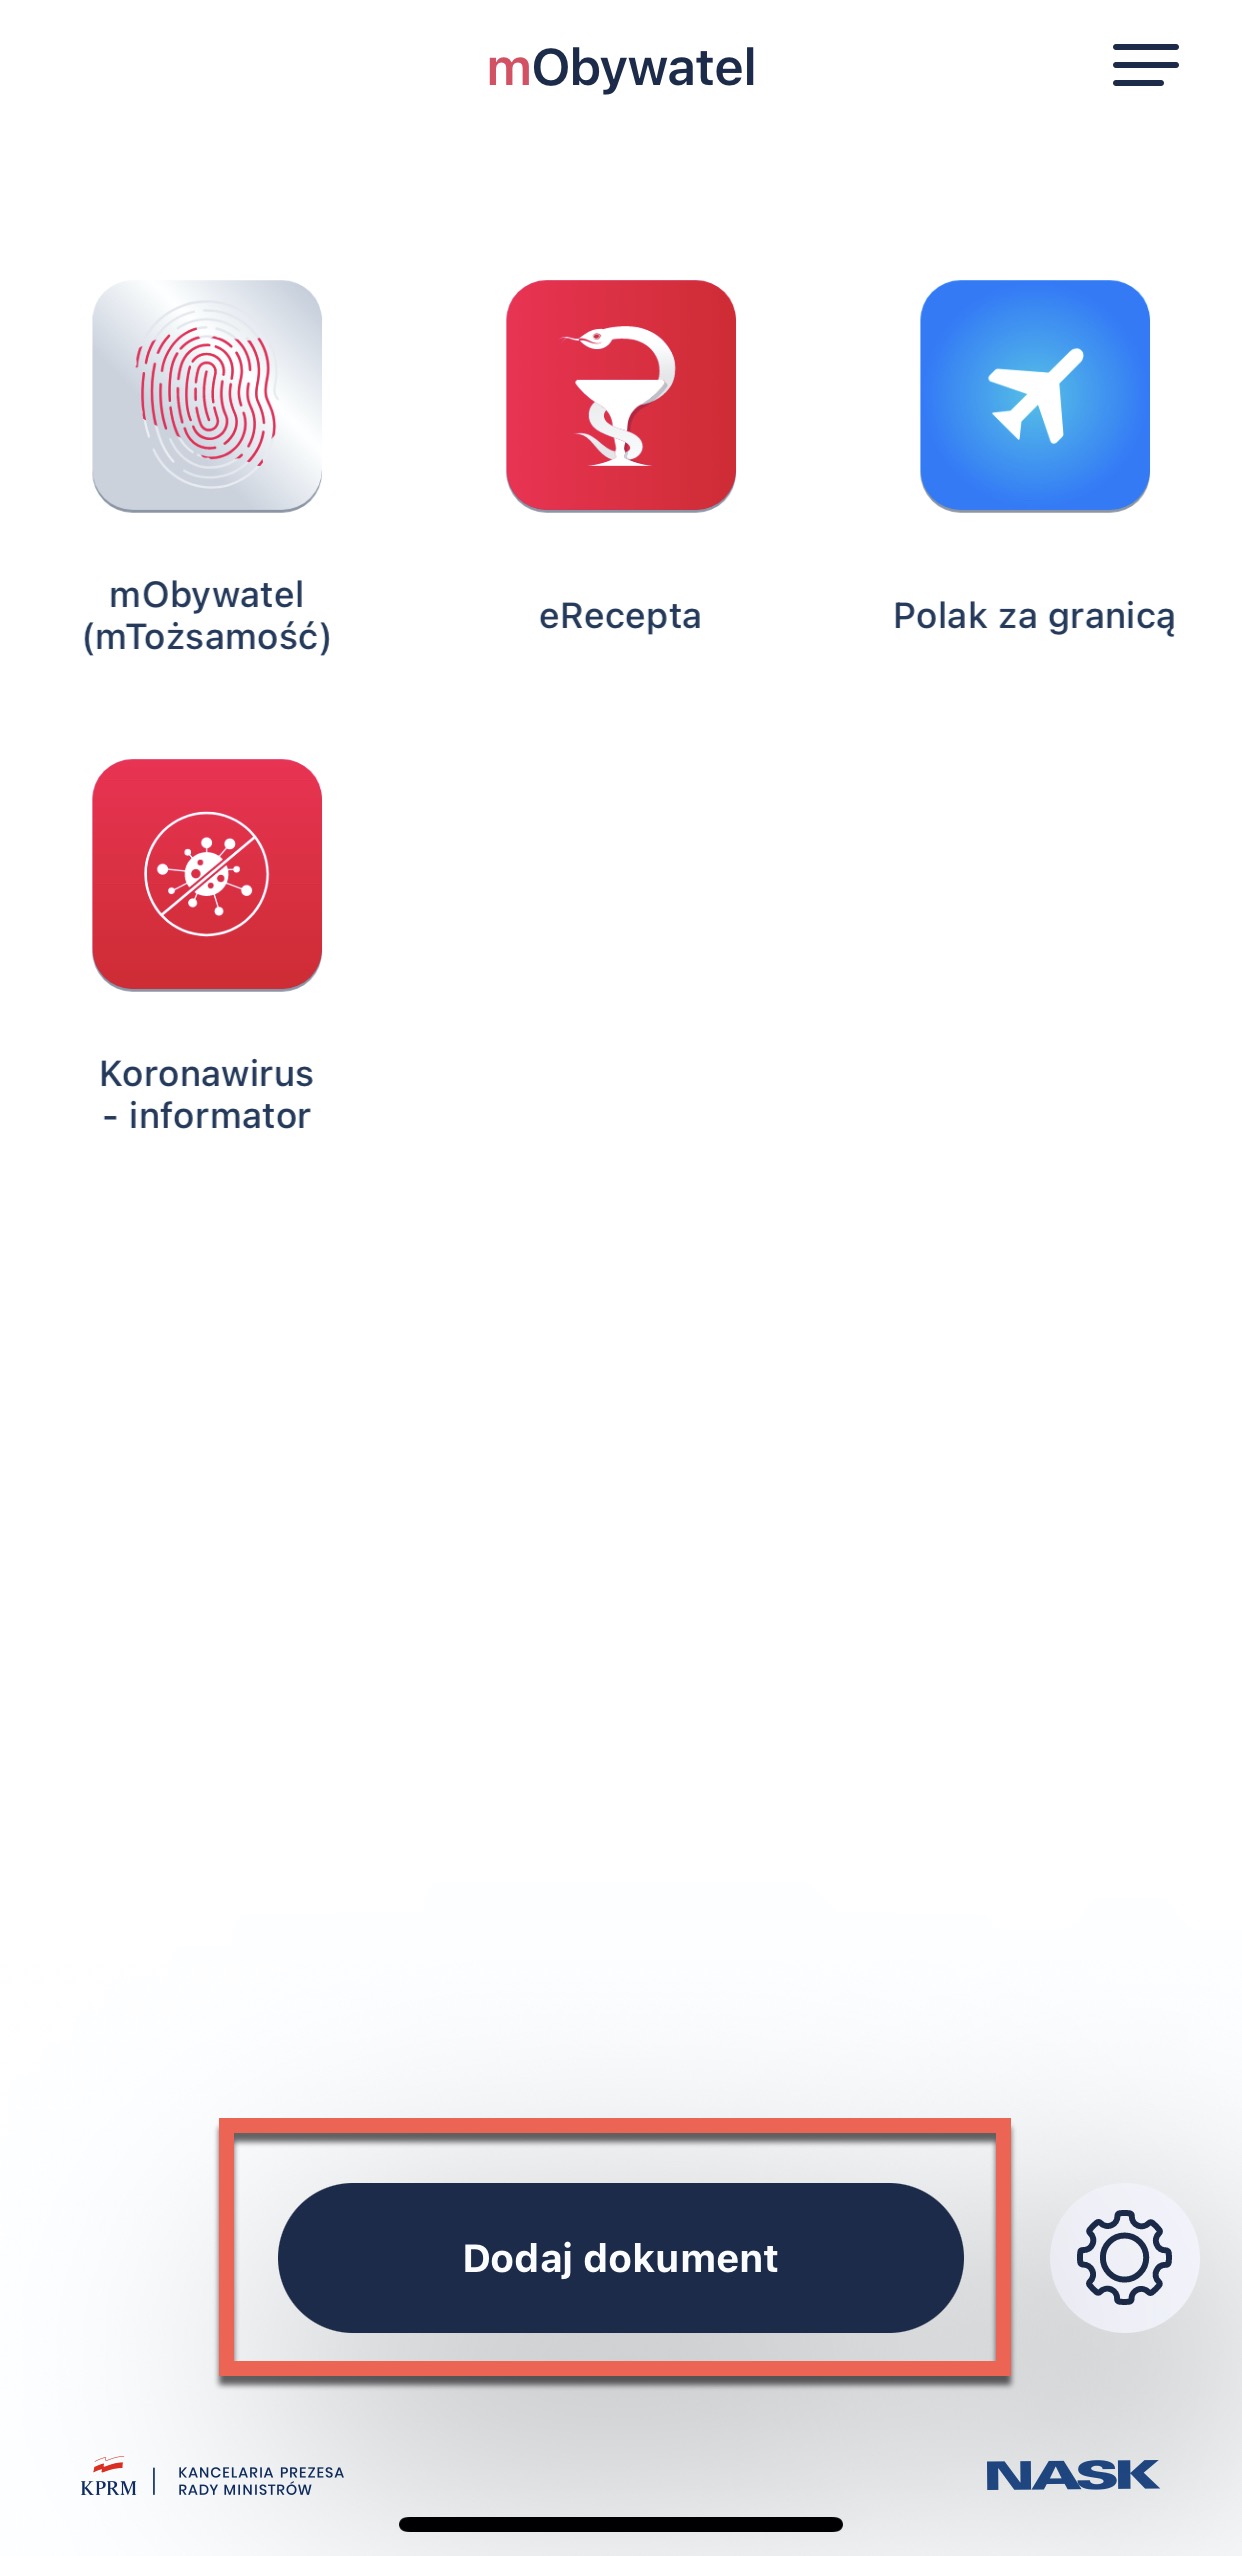 mObywatel
mObywatel
(mTożsamość)
eRecepta
Polak za granicą
Koronawirus
- informator
Dodaj dokument
KPRM
KANCELARIA PREZESA
RADY MINISTRÓW
NASK